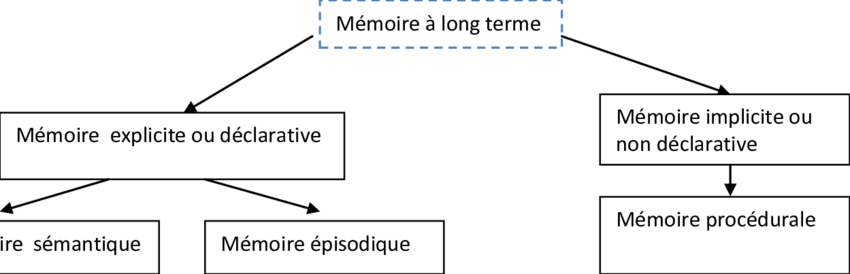 Mémoire à long terme
Mémoire explicite ou déclarative
Mémoire implicite ou
non déclarative
ire sémantique
Mémoire épisodique
Mémoire procédurale